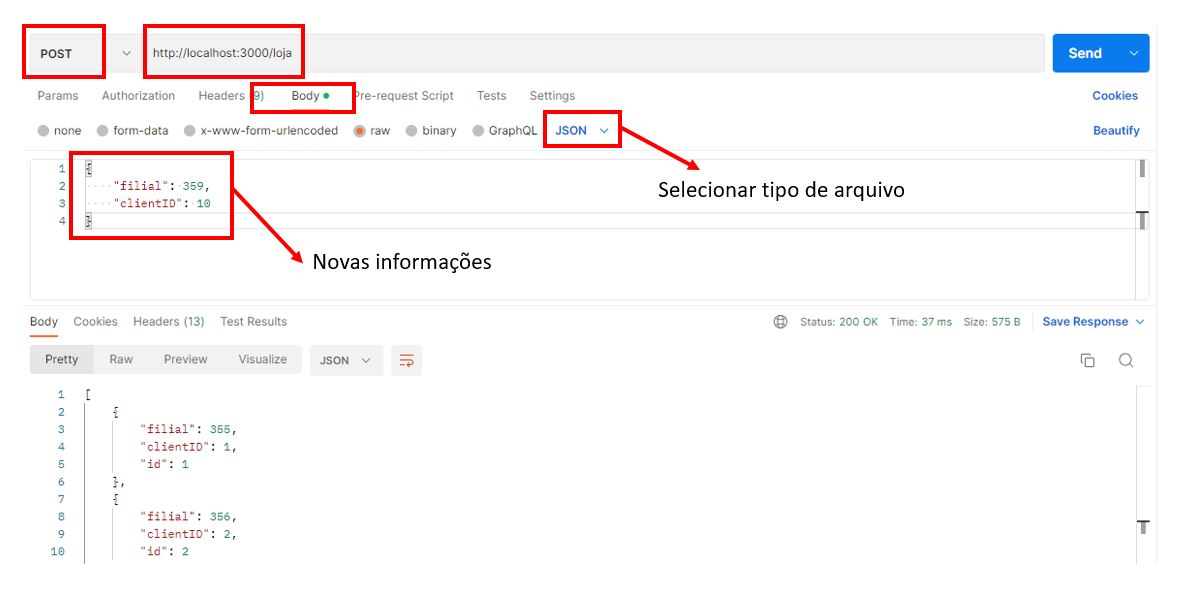 POST http://localhost:3000/loja Send
Params Authorization Headers (9) Body Pre-request Script Tests Settings Cookies
none form-data x-www-form-urlencoded raw binary GraphQL JSON Beautify
1 {
2 "filial": 359,
3 "clientID": 10
4 }
Selecionar tipo de arquivo
Novas informações
Body Cookies Headers (13) Test Results Status: 200 OK Time: 37 ms Size: 575 B Save Response
Pretty Raw Preview Visualize JSON
1 [
2 {
3 "filial": 355,
4 "clientID": 1,
5 "id": 1
6 },
7 {
8 "filial": 356,
9 "clientID": 2,
10 "id": 2